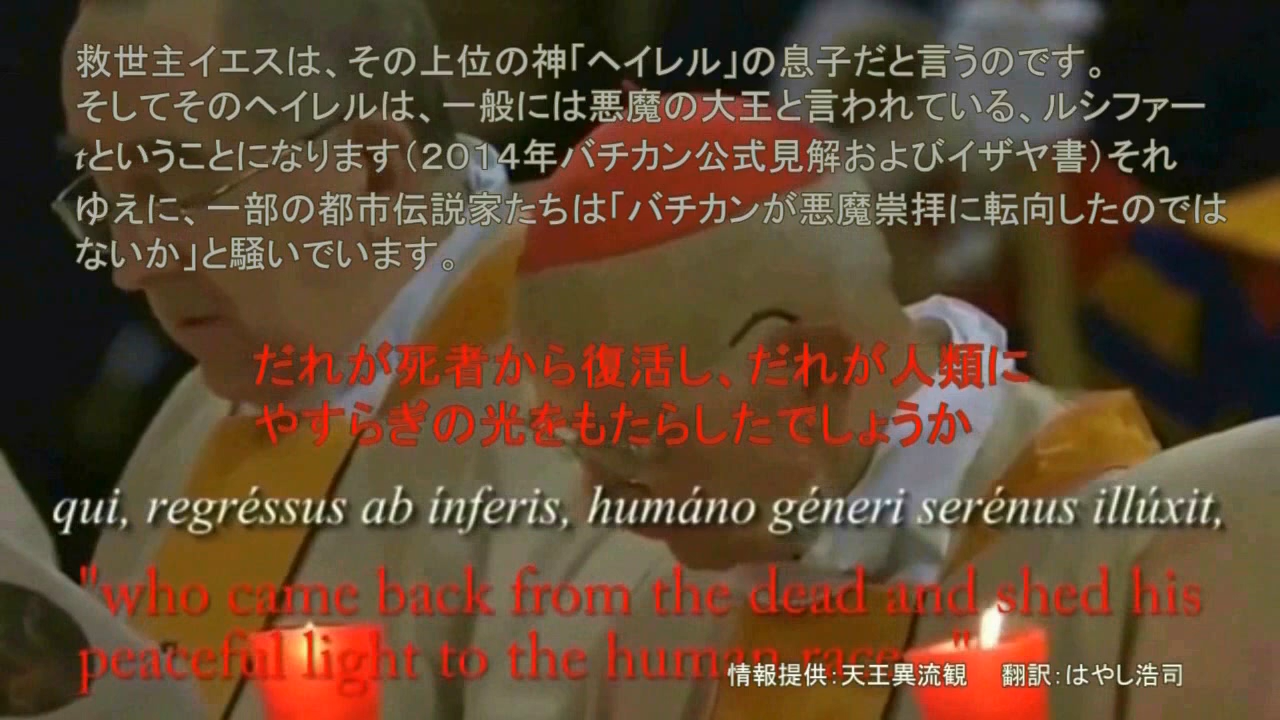 救世主イエスは、その上位の神「ヘイレル」の息子だと言うのです。
そしてそのヘイレルは、一般には悪魔の大王と言われている、ルシファー
tということになります(2014年バチカン公式見解およびイザヤ書)それ
ゆえに、一部の都市伝説家たちは「バチカンが悪魔崇拝に転向したのでは
ないか」と騒いでいます。
だれが死者から復活し、だれが人類に
やすらぎの光をもたらしたでしょうか
qui, regréssus ab ínferis, humáno géneri serénus illúxit,
"who came back from the dead and shed his
peaceful light to the human race
情報提供:天王異流観 翻訳:はやし浩司